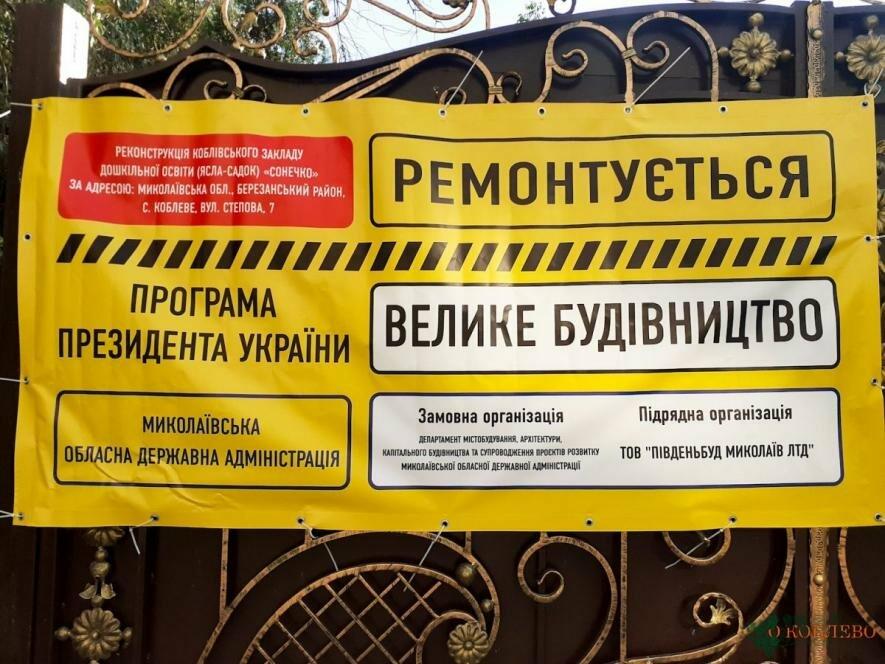 РЕКОНСТРУКЦІЯ КОБЛІВСЬКОГО ЗАКЛАДУ
ДОШКІЛЬНОЇ ОСВІТИ (ЯСЛА-САДОК) «СОНЕЧКО»
ЗА АДРЕСОЮ: МИКОЛАЇВСЬКА ОБЛ., БЕРЕЗАНСЬКИЙ РАЙОН,
С. КОБЛЕВЕ, ВУЛ. СТЕПОВА, 7
РЕМОНТУЄТЬСЯ
ПРОГРАМА
ПРЕЗИДЕНТА УКРАЇНИ
ВЕЛИКЕ БУДІВНИЦТВО
МИКОЛАЇВСЬКА
ОБЛАСНА ДЕРЖАВНА АДМІНІСТРАЦІЯ
Замовна організація
ДЕПАРТАМЕНТ МІСТОБУДУВАННЯ, АРХІТЕКТУРИ,
КАПІТАЛЬНОГО БУДІВНИЦТВА ТА СУПРОВОДЖЕННЯ ПРОЄКТІВ РОЗВИТКУ
МИКОЛАЇВСЬКОЇ ОБЛАСНОЇ ДЕРЖАВНОЇ АДМІНІСТРАЦІЇ
Підрядна організація
ТОВ "ПІВДЕНЬБУД МИКОЛАЇВ ЛТД"
О КОБЛЕВО